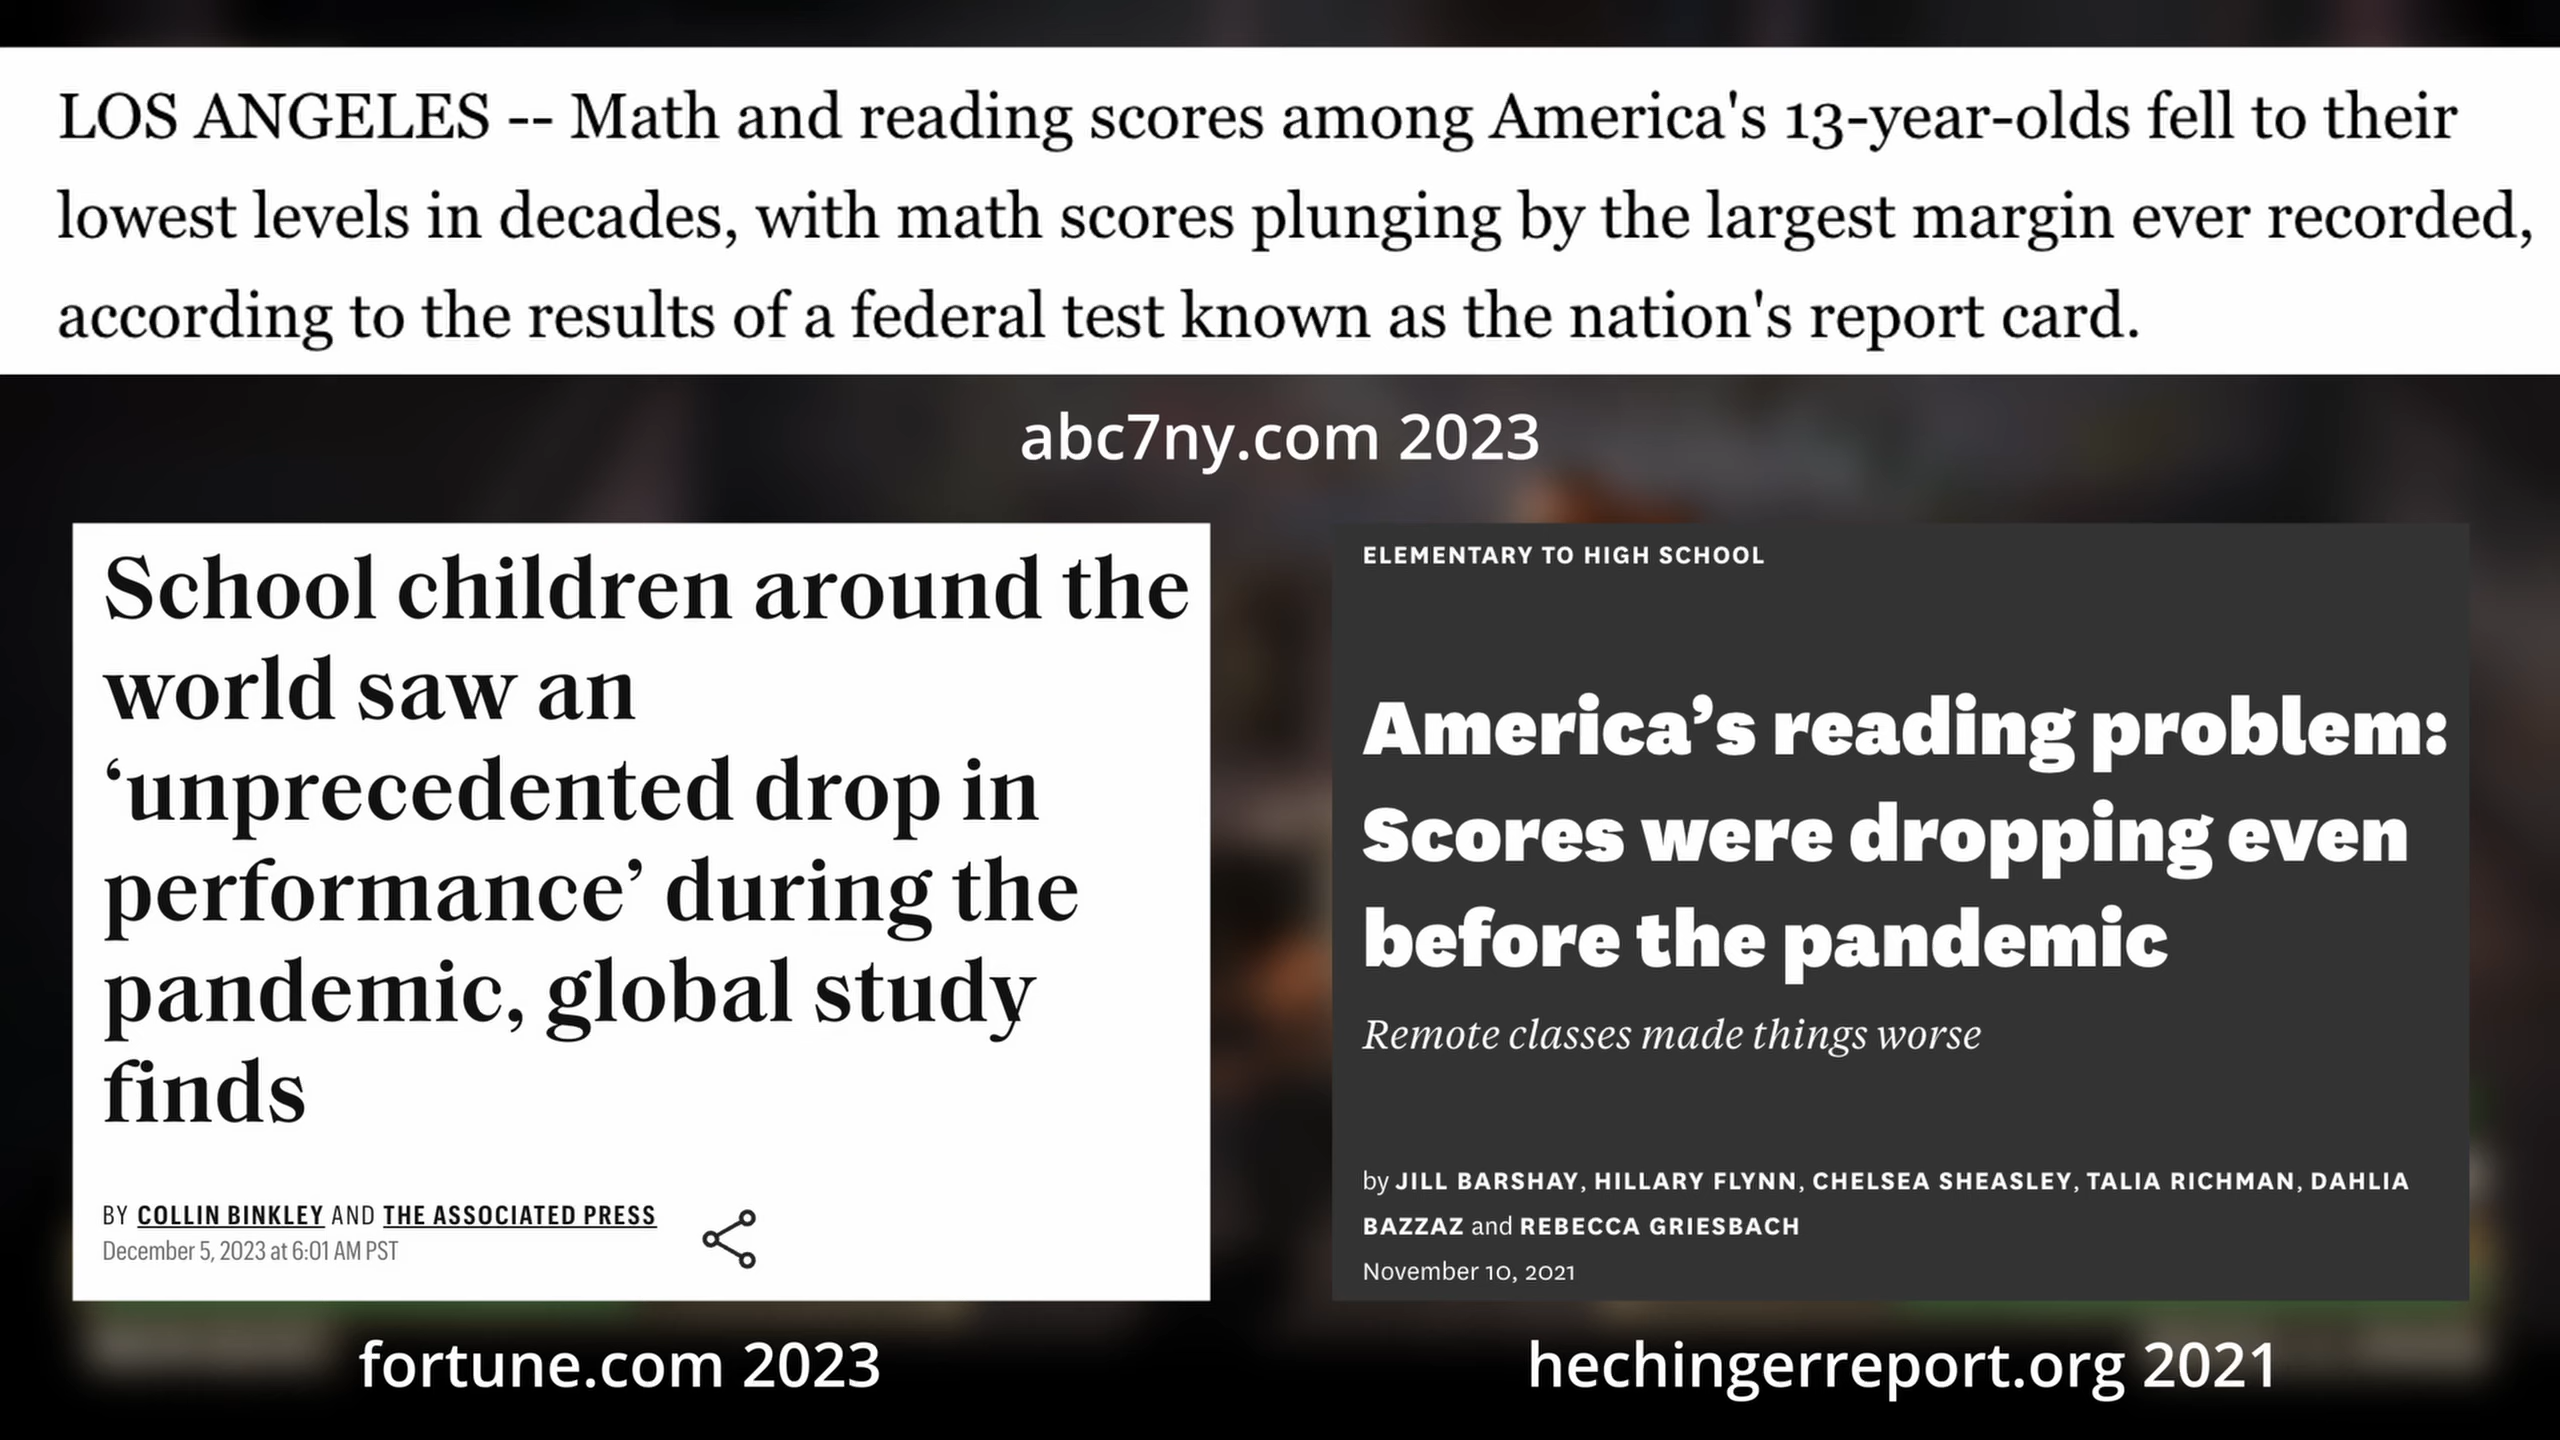 LOS ANGELES -- Math and reading scores among America's 13-year-olds fell to their
lowest levels in decades, with math scores plunging by the largest margin ever recorded,
according to the results of a federal test known as the nation's report card.
abc7ny.com 2023
School children around the
world saw an
‘unprecedented drop in
performance’ during the
pandemic, global study
finds
BY COLLIN BINKLEY AND THE ASSOCIATED PRESS
December 5, 2023 at 6:01 AM PST
fortune.com 2023
ELEMENTARY TO HIGH SCHOOL
America’s reading problem:
Scores were dropping even
before the pandemic
Remote classes made things worse
by JILL BARSHAY, HILLARY FLYNN, CHELSEA SHEASLEY, TALIA RICHMAN, DAHLIA
BAZZAZ and REBECCA GRIESBACH
November 10, 2021
hechingerreport.org 2021